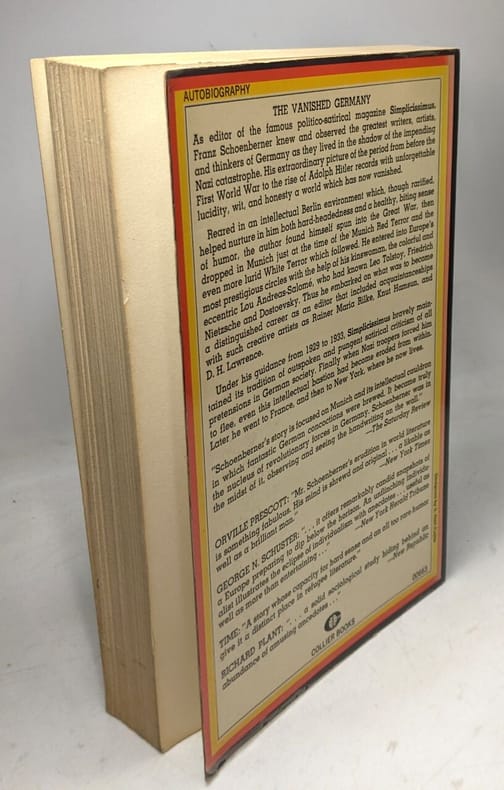 AUTOBIOGRAPHY
THE VANISHED GERMANY
As editor of the famous politico-satirical magazine Simplicissimus,
Franz Schoenberner knew and observed the greatest writers, artists,
and thinkers of Germany as they lived in the shadow of the impending
Nazi catastrophe. His extraordinary picture of the period from before the
First World War to the rise of Adolph Hitler records with unforgettable
lucidity, wit, and honesty a world which has now vanished.
Reared in an intellectual Berlin environment which, though rarified,
helped nurture in him both hard-headedness and a healthy, biting sense
of humor, the author found himself spun into the Great War, then
dropped in Munich just at the time of the Munich Red Terror and the
even more lurid White Terror which followed. He entered into Europe's
most prestigious circles with the help of his kinswoman, the colorful and
eccentric Lou Andreas-Salomé, who had known Leo Tolstoy, Friedrich
Nietzsche and Dostoevsky. Thus he embarked on what was to become
a distinguished career as an editor that included acquaintanceships
with such creative artists as Rainer Maria Rilke, Knut Hamsun, and
D. H. Lawrence.
Under his guidance from 1929 to 1933, Simplicissimus bravely main-
tained its tradition of outspoken and pungent satirical criticism of all
pretensions in German society. Finally when Nazi troopers forced him
to flee, even this intellectual bastion had become eroded from within.
Later he went to France, and then to New York, where he now lives.
"Schoenberner's story is focused on Munich and its intellectual cauldron
in which fantastic German concoctions were brewed. It became truly
the nucleus of revolutionary forces in Germany. Schoenberner was in
the midst of it, observing and seeing the handwriting on the wall."
—The Saturday Review
ORVILLE PRESCOTT: "Mr. Schoenberner's erudition in world literature
is something fabulous. His mind is shrewd and original . . . a likable as
well as a brilliant man."
—New York Times
GEORGE N. SCHUSTER: ". . . it offers remarkably candid snapshots of
a Europe preparing to dip below the horizon. An unflinching individu-
alist illustrates the eclipse of individualism with anecdotes . . . useful as
well as more than entertaining . . ."
—New York Herald Tribune
TIME: "A story whose capacity for hard sense and an all too rare humor
give it a distinct place in refugee literature."
RICHARD PLANT: ". . . a solid sociological study hiding behind an
abundance of amusing anecdotes . . ."
—New Republic
COLLIER BOOKS
00663